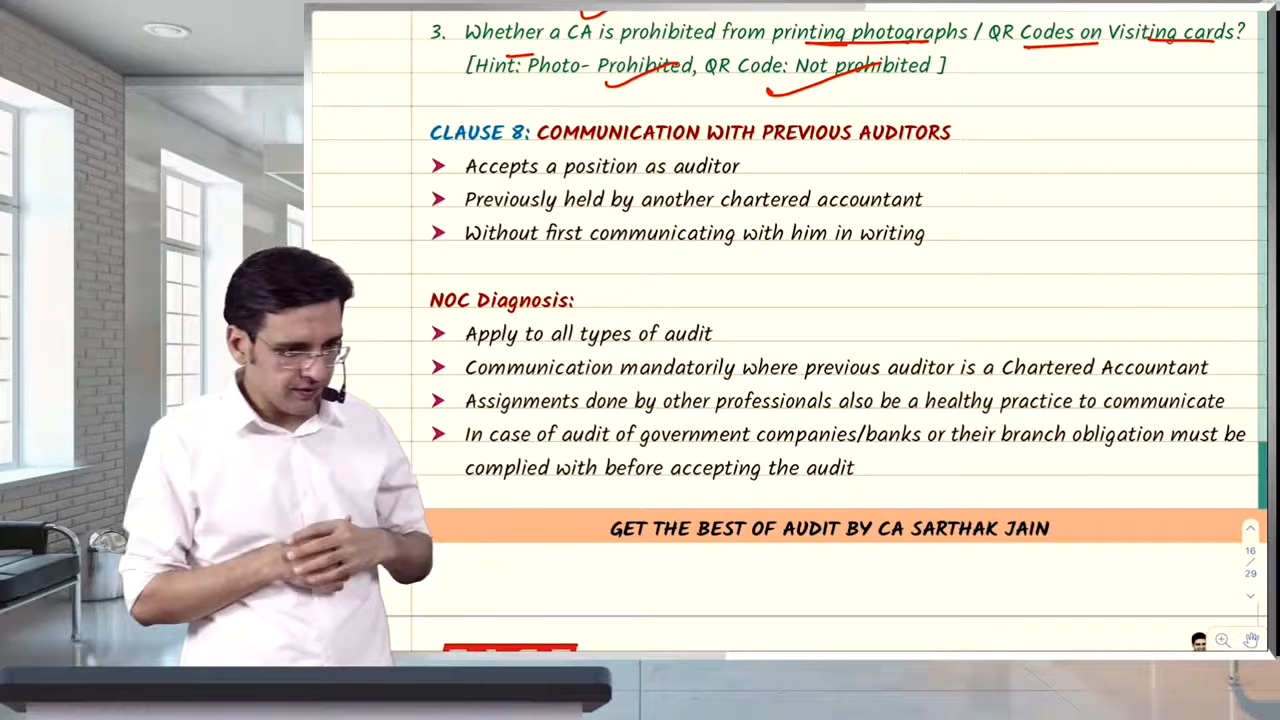 3. Whether a CA is prohibited from printing photographs / QR Codes on Visiting cards?
[Hint: Photo- Prohibited, QR Code: Not prohibited ]
CLAUSE 8: COMMUNICATION WITH PREVIOUS AUDITORS
➤ Accepts a position as auditor
➤ Previously held by another chartered accountant
➤ Without first communicating with him in writing
NOC Diagnosis:
➤ Apply to all types of audit
➤ Communication mandatorily where previous auditor is a Chartered Accountant
➤ Assignments done by other professionals also be a healthy practice to communicate
➤ In case of audit of government companies/banks or their branch obligation must be
complied with before accepting the audit
GET THE BEST OF AUDIT BY CA SARTHAK JAIN
16
/
29